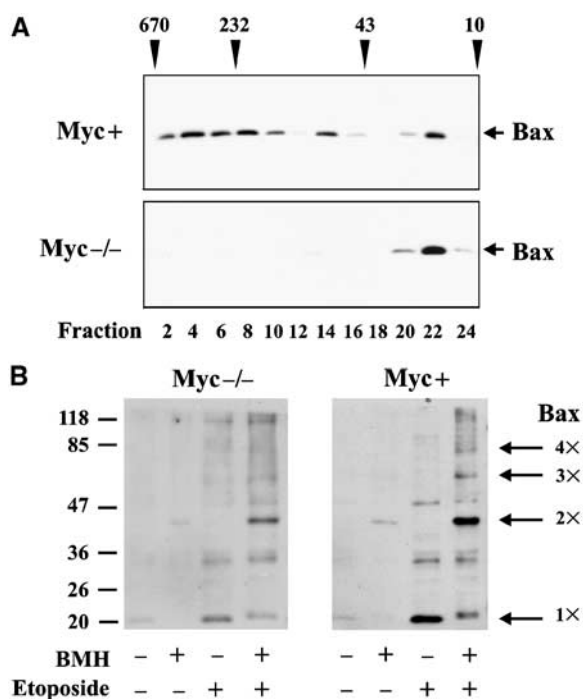 A
670 232 43 10
Myc+ Bax
Myc–/– Bax
Fraction 2 4 6 8 10 12 14 16 18 20 22 24
B
Myc–/– Myc+ Bax
118
85 4×
3×
47 2×
36
26
20 1×
BMH – + – + – + – +
Etoposide – – + + – – + +